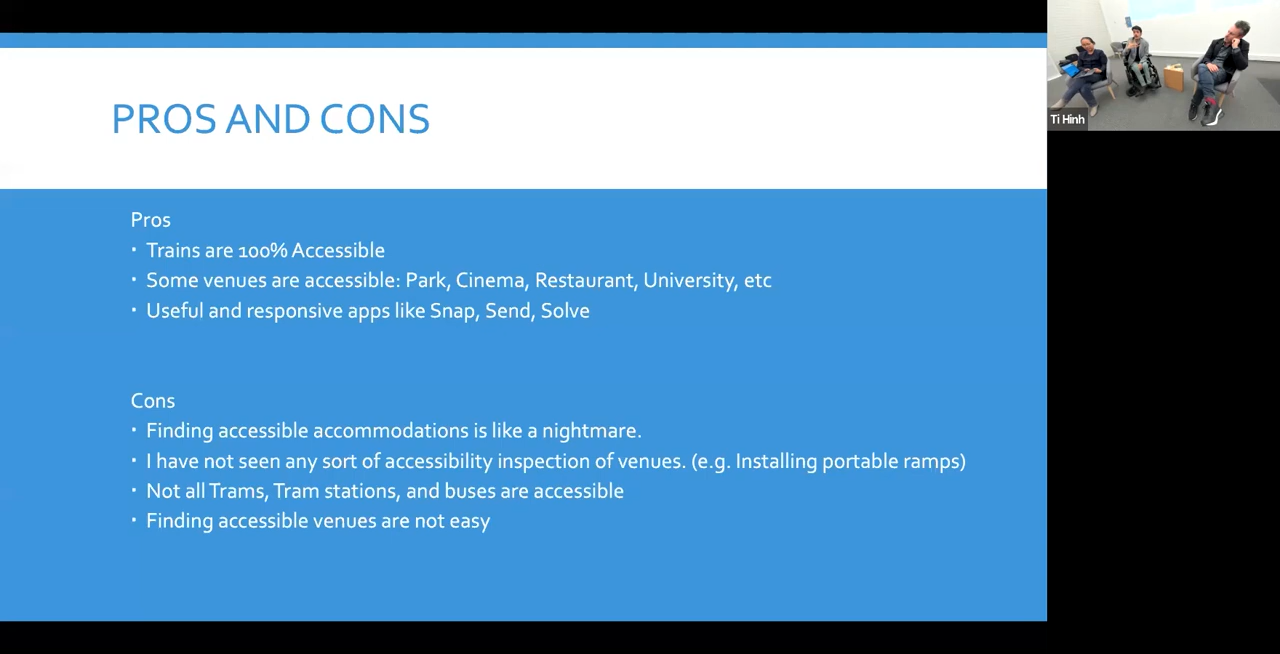 PROS AND CONS
Pros
• Trains are 100% Accessible
• Some venues are accessible: Park, Cinema, Restaurant, University, etc
• Useful and responsive apps like Snap, Send, Solve
Cons
• Finding accessible accommodations is like a nightmare.
• I have not seen any sort of accessibility inspection of venues. (e.g. Installing portable ramps)
• Not all Trams, Tram stations, and buses are accessible
• Finding accessible venues are not easy
Ti Hinh